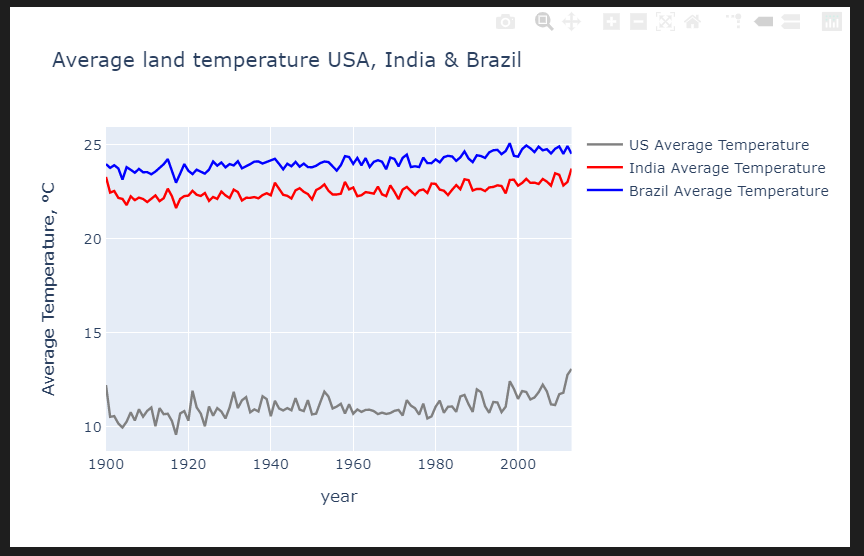 Average land temperature USA, India & Brazil
US Average Temperature
India Average Temperature
Brazil Average Temperature
Average Temperature, °C
25
20
15
10
1900 1920 1940 1960 1980 2000
year